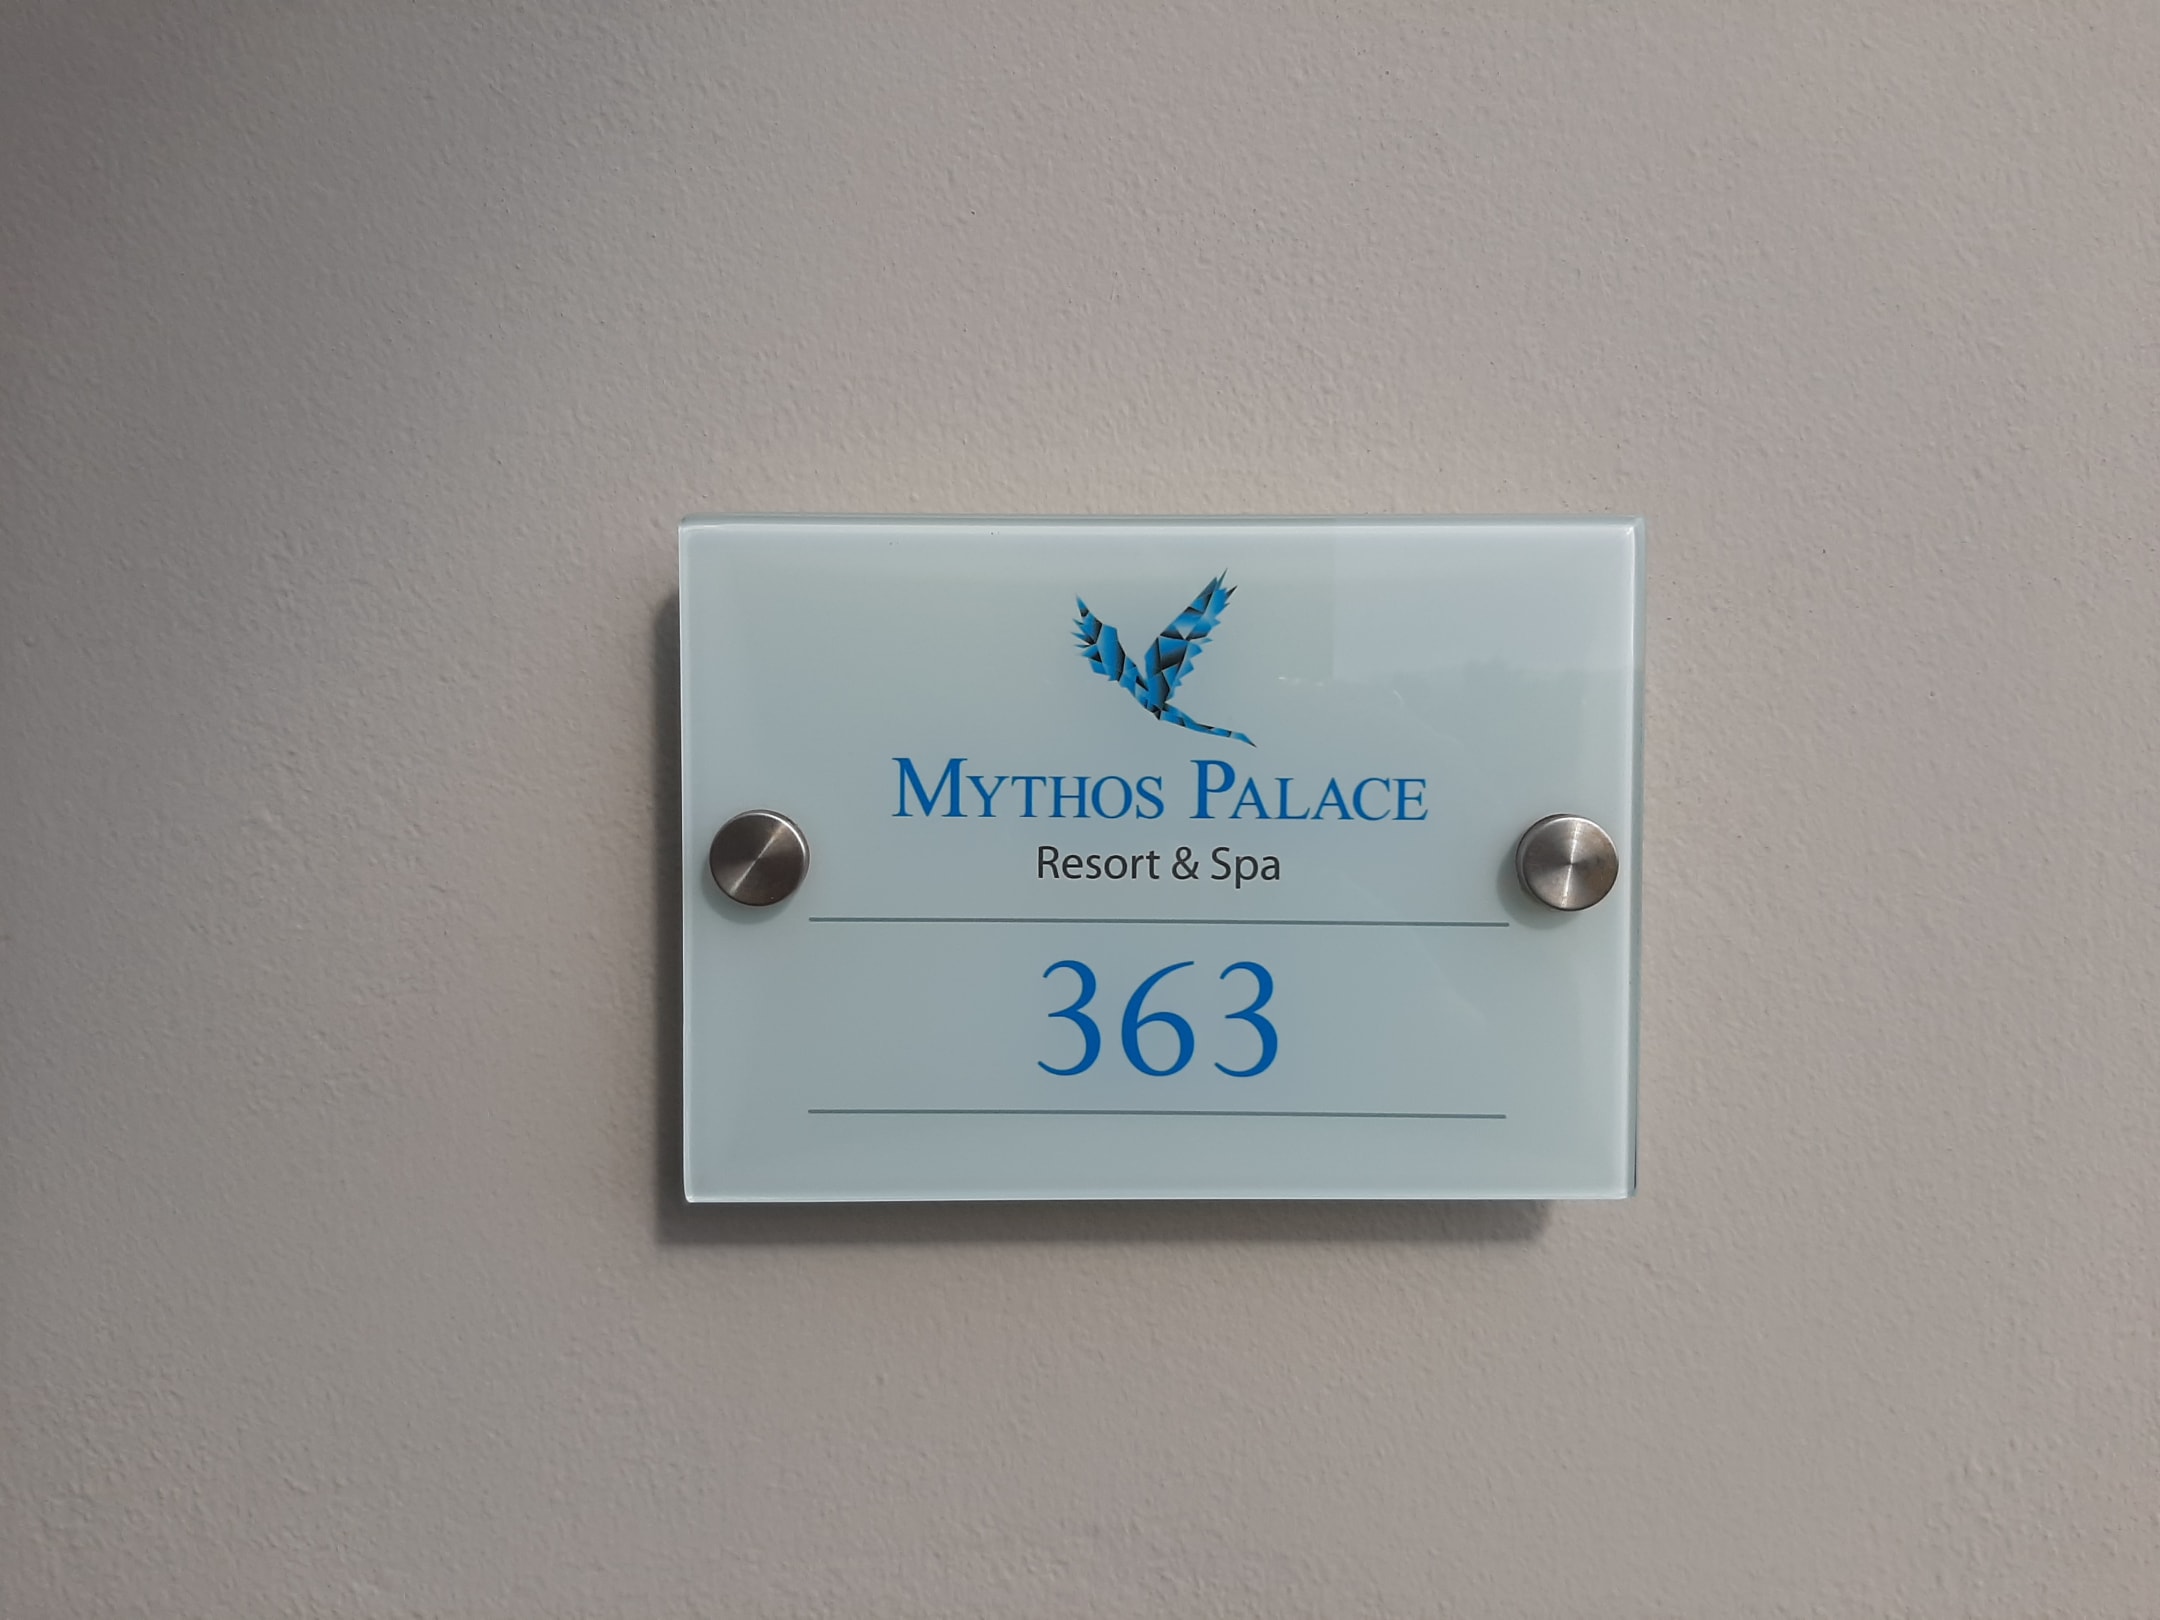 MYTHOS PALACE
Resort & Spa
363